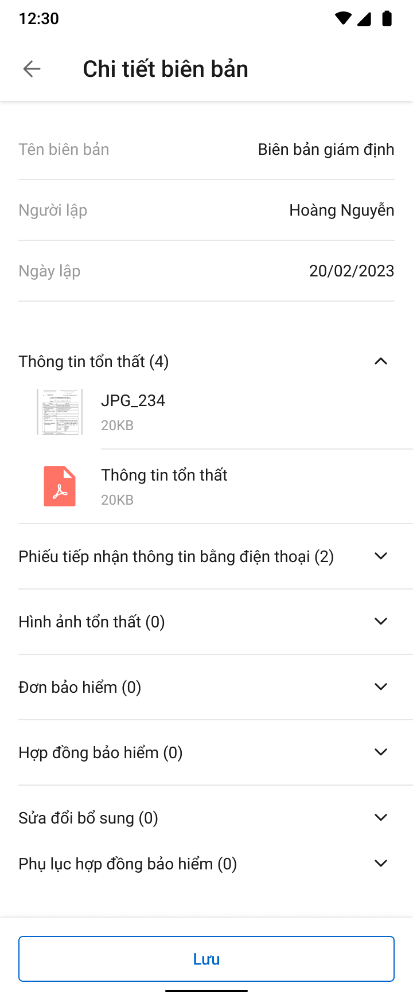 12:30
Chi tiết biên bản
Tên biên bản Biên bản giám định
Người lập Hoàng Nguyễn
Ngày lập 20/02/2023
Thông tin tổn thất (4)
JPG_234
20KB
Thông tin tổn thất
20KB
Phiếu tiếp nhận thông tin bằng điện thoại (2)
Hình ảnh tổn thất (0)
Đơn bảo hiểm (0)
Hợp đồng bảo hiểm (0)
Sửa đổi bổ sung (0)
Phụ lục hợp đồng bảo hiểm (0)
Lưu